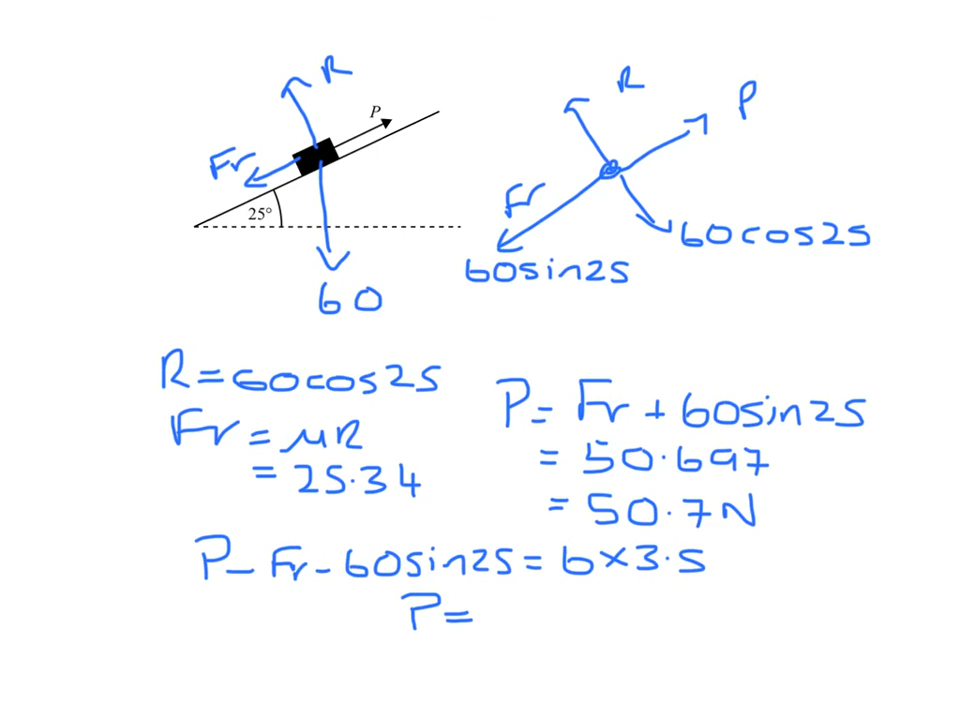 R
P
Fr
25°
60
R
P
Fr
60cos25
60sin25
R=60cos25
Fr=μR
=25.34
P=Fr+60sin25
=50.697
=50.7N
P-Fr-60sin25=6×3.5
P=